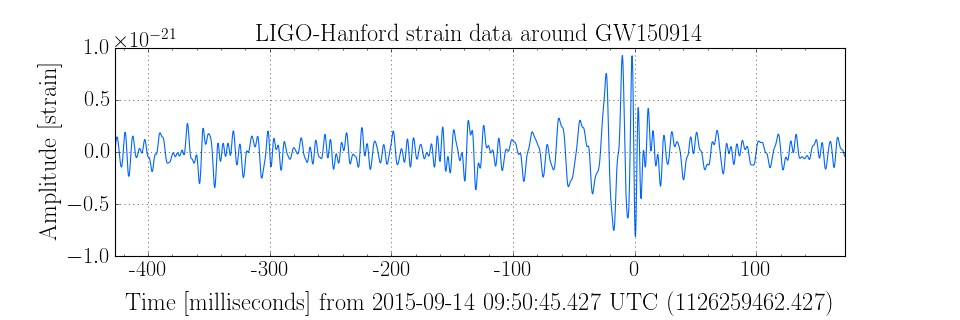 LIGO-Hanford strain data around GW150914
×10−21
1.0
0.5
0.0
−0.5
−1.0
Amplitude [strain]
-400 -300 -200 -100 0 100
Time [milliseconds] from 2015-09-14 09:50:45.427 UTC (1126259462.427)